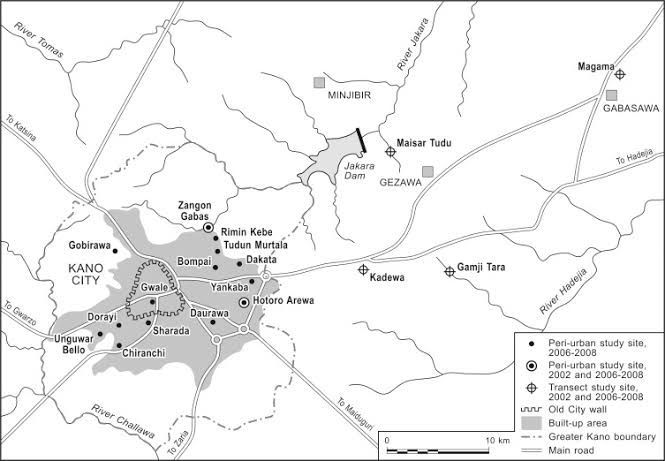 River Tomas
River Jakara
Magama
MINJIBIR
GABASAWA
To Katsina
Maisar Tudu
Jakara
Dam
GEZAWA
To Hadejia
Zangon
Gabas
Rimin Kebe
Tudun Murtala
Gobirawa
Bompai
Dakata
KANO
CITY
Yankaba
Kadewa
Gamji Tara
Gwale
Hotoro Arewa
River Hadejia
To Gwarzo
Dorayi
Daurawa
Sharada
Unguwar
Bello
Chiranchi
River Challawa
To Zaria
To Maiduguri
Peri-urban study site,
2006-2008
Peri-urban study site,
2002 and 2006-2008
Transect study site,
2002 and 2006-2008
Old City wall
Built-up area
Greater Kano boundary
Main road
0 10 km